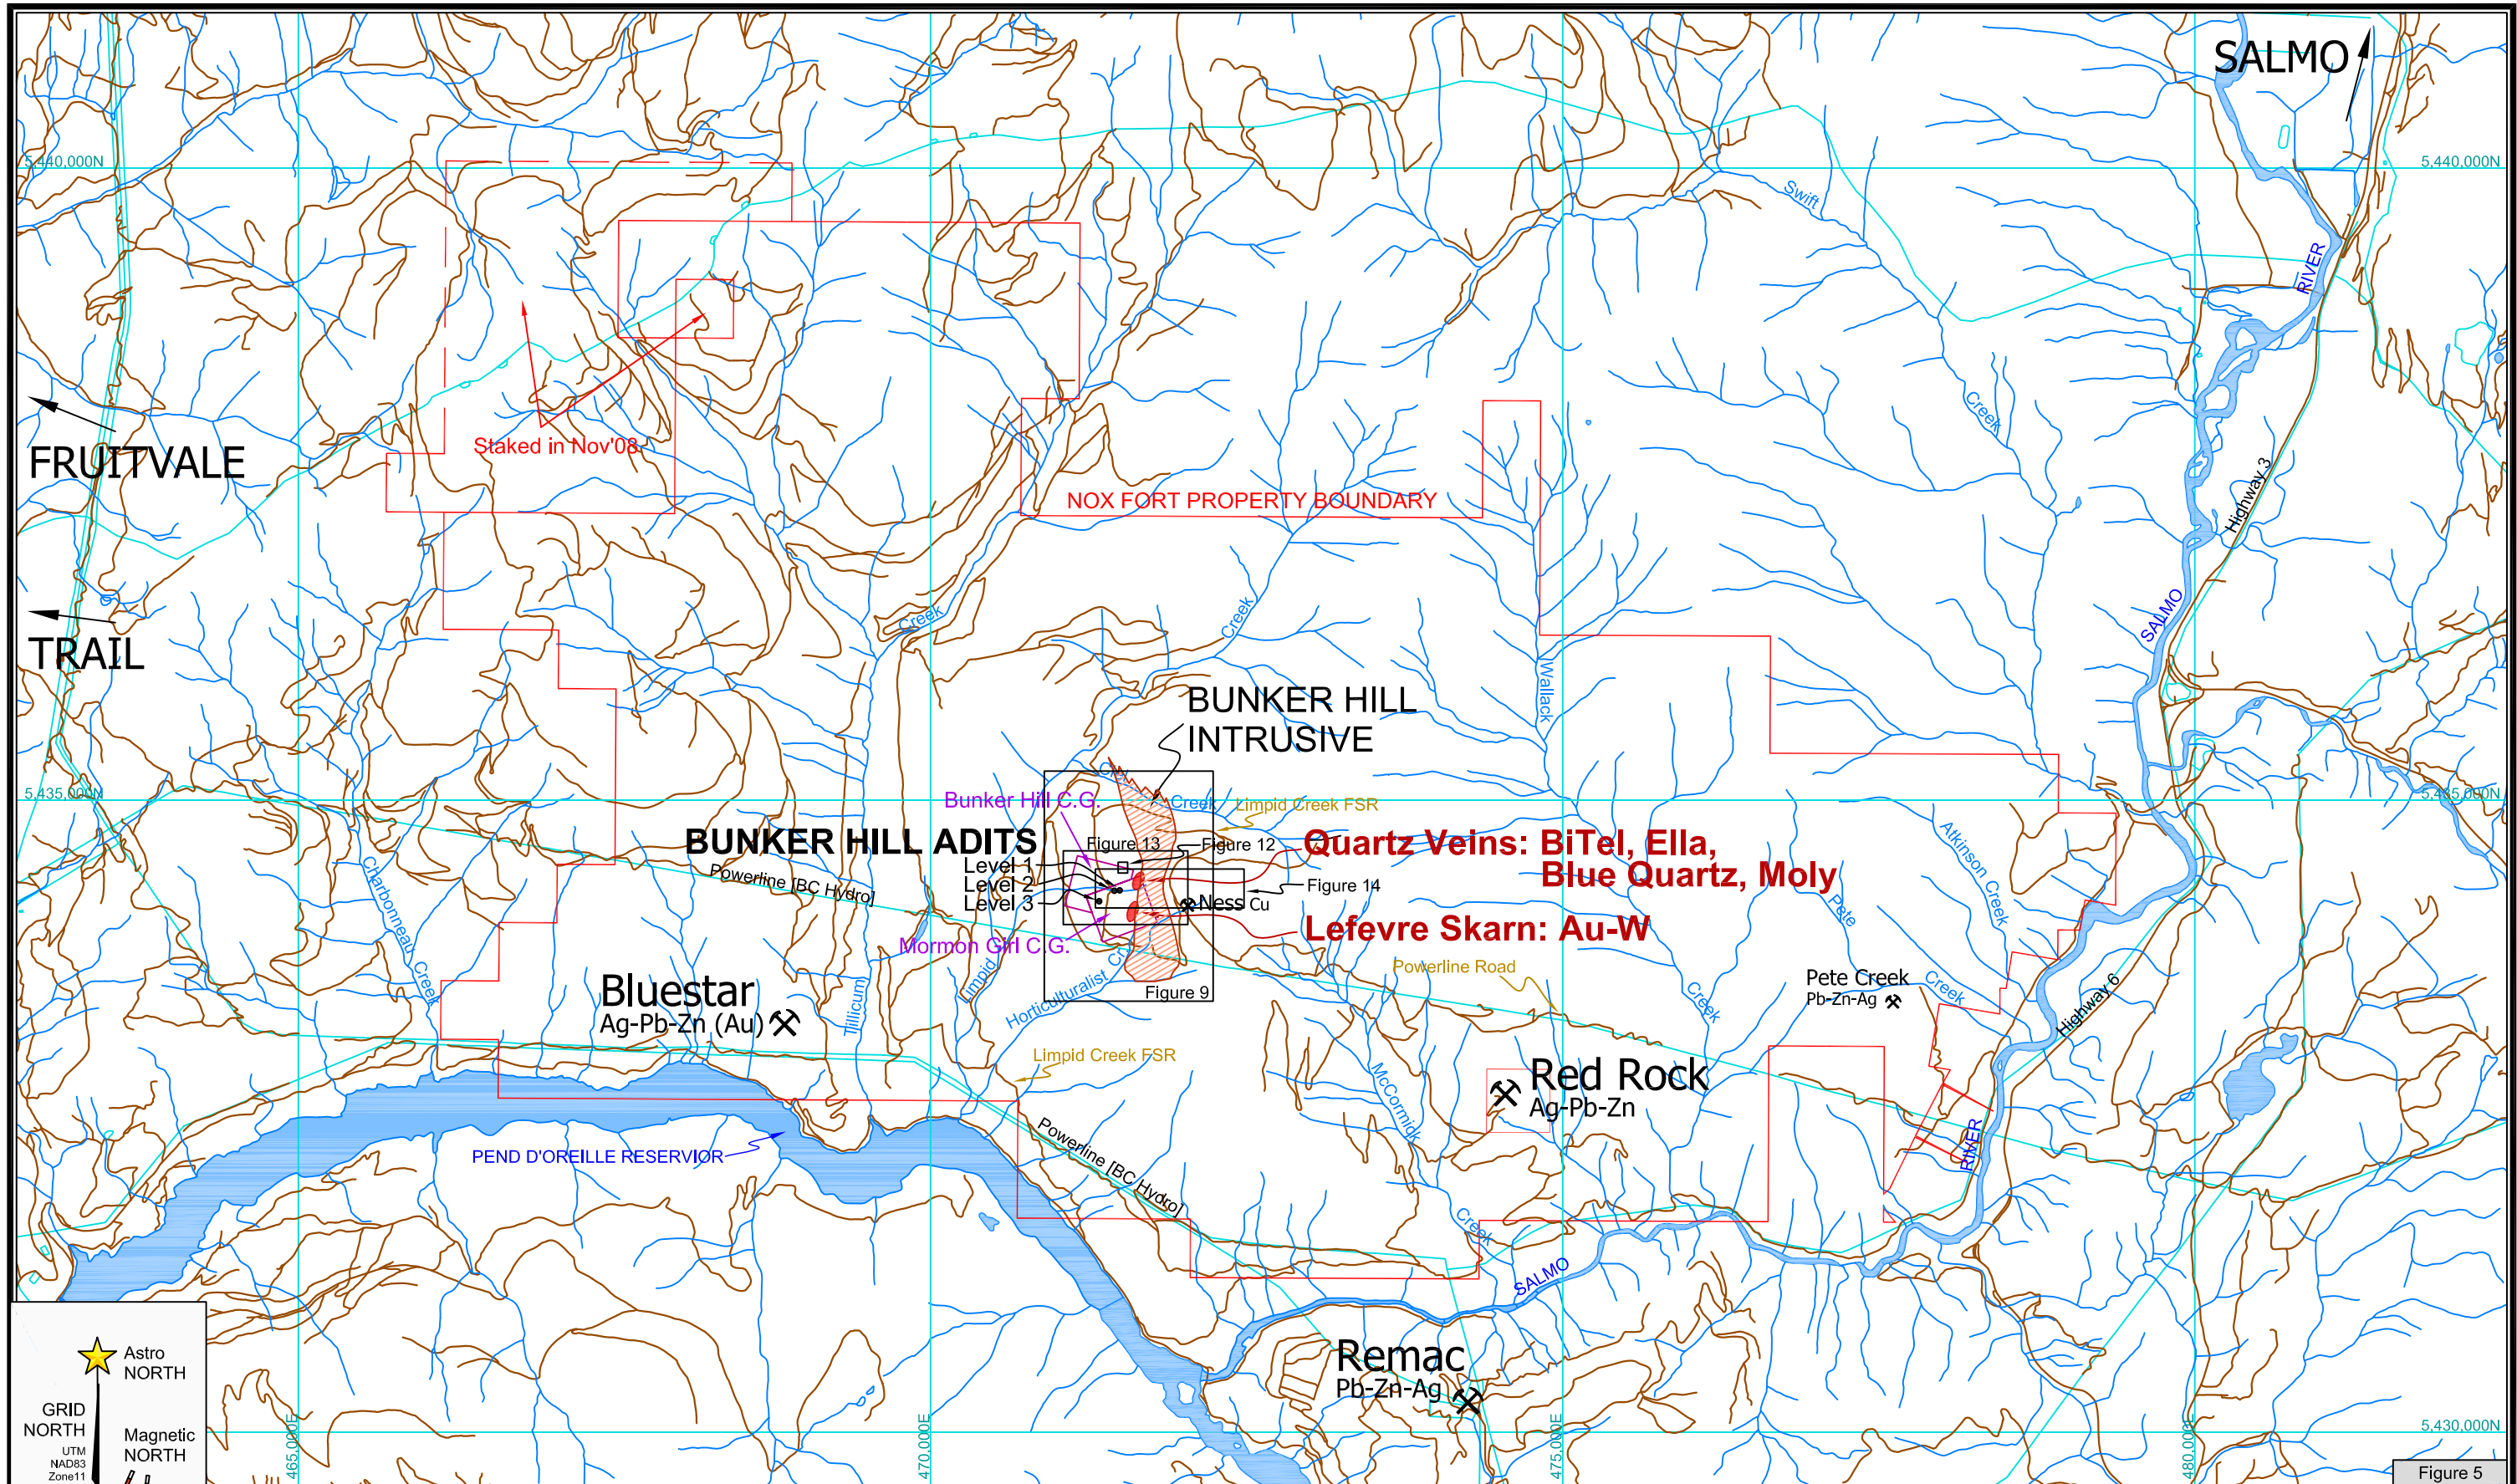 SALMO
5,440,000N
5,440,000N
Swift
RIVER
Creek
FRUITVALE
Staked in Nov'08
NOX FORT PROPERTY BOUNDARY
Highway 3
TRAIL
Creek
Creek
SALMO
Wallack
BUNKER HILL
INTRUSIVE
5,435,000N
5,435,000N
Bunker Hill C.G.
Creek
Limpid Creek FSR
BUNKER HILL ADITS
Figure 13
Figure 12
Quartz Veins: BiTel, Ella,
Blue Quartz, Moly
Level 1
Level 2
Level 3
Figure 14
Powerline [BC Hydro]
Ness Cu
Atkinson Creek
Pete
Creek
Charbonneau Creek
Mormon Girl C.G.
Lefevre Skarn: Au-W
Limpid
Horticulturalist Cr.
Figure 9
Powerline Road
Creek
Pete Creek
Pb-Zn-Ag
Bluestar
Ag-Pb-Zn (Au)
Tillicum
Highway 6
Limpid Creek FSR
Red Rock
Ag-Pb-Zn
McCormick
Creek
PEND D'OREILLE RESERVIOR
Powerline [BC Hydro]
RIVER
SALMO
Remac
Pb-Zn-Ag
Astro
NORTH
GRID
NORTH
UTM
NAD83
Zone11
Magnetic
NORTH
465,000E
470,000E
475,000E
480,000E
5,430,000N
Figure 5